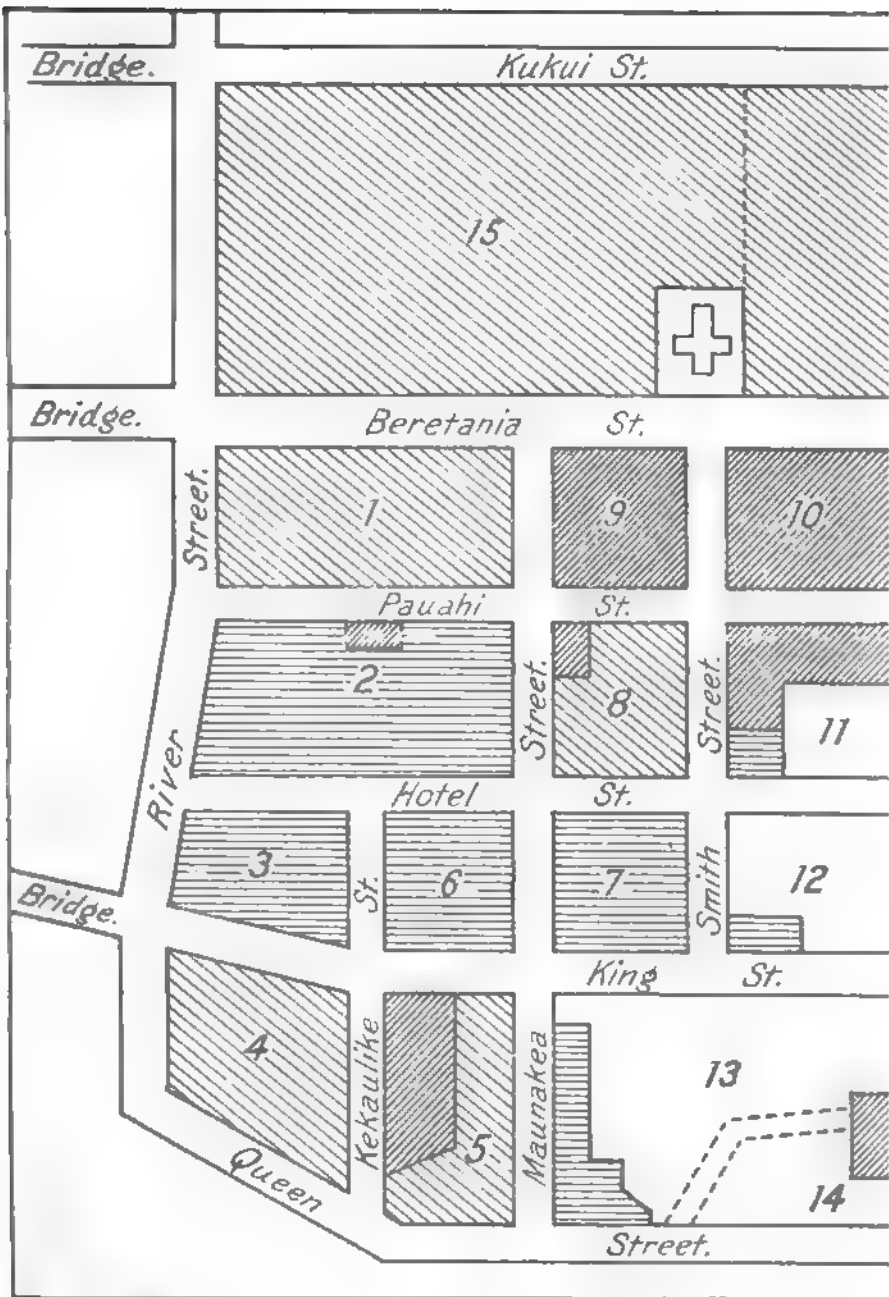 Bridge.
Kukui St.
15
Bridge.
Beretania St.
Street.
1
9
10
Pauahi St.
2
Street.
8
Street.
11
River
Hotel St.
3
St.
6
7
Smith
12
Bridge.
King St.
4
Kekaulike
5
Maunakea
13
14
Queen
Street.